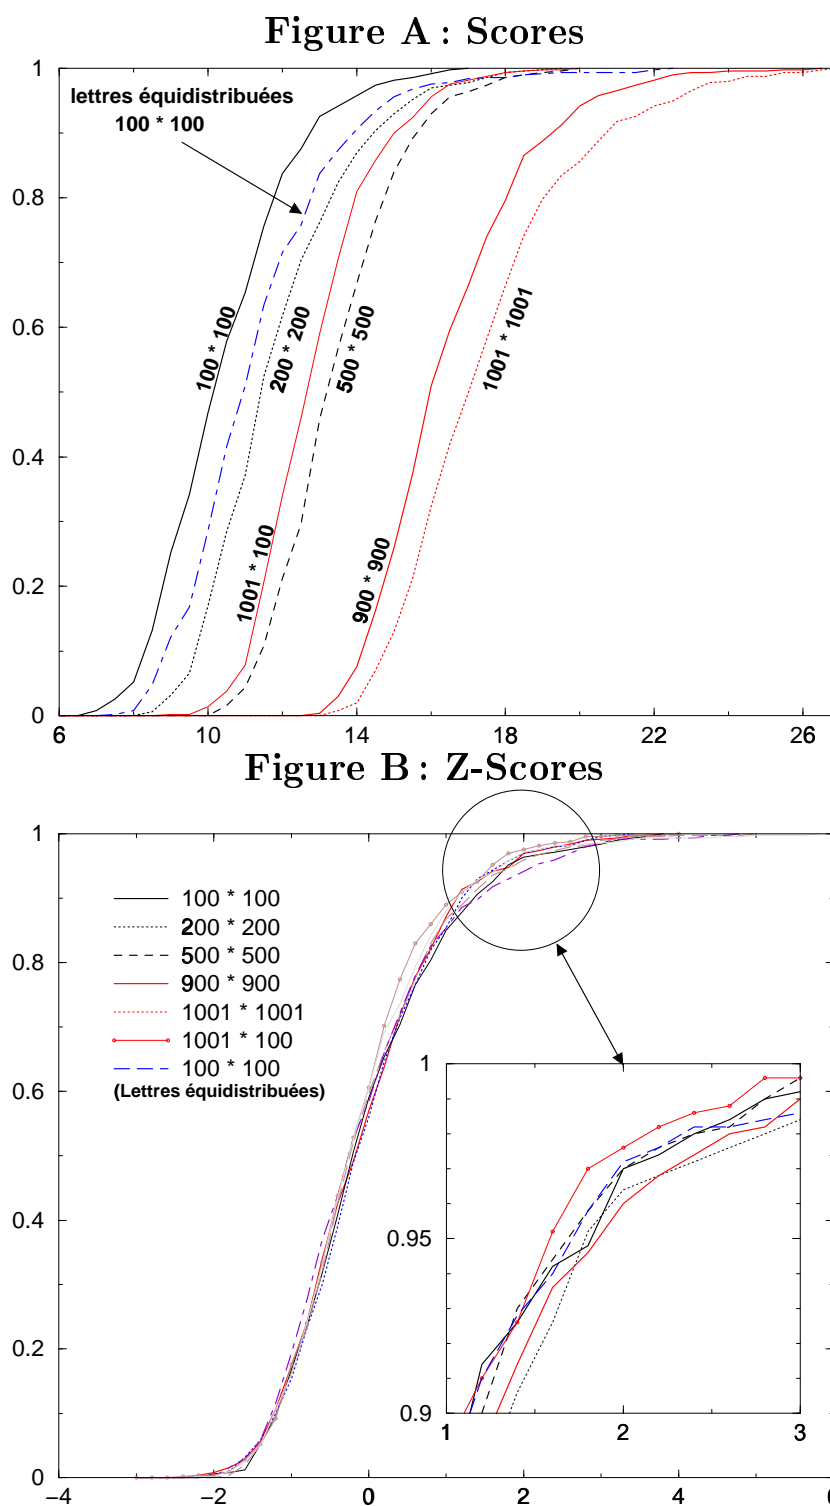 Figure A : Scores
1
lettres équidistribuées
100 * 100
0.8
0.6
100 * 100
200 * 200
500 * 500
1001 * 1001
0.4
1001 * 100
900 * 900
0.2
0
6 10 14 18 22 26
Figure B : Z-Scores
1
100 * 100
200 * 200
500 * 500
900 * 900
1001 * 1001
1001 * 100
100 * 100
(Lettres équidistribuées)
0.8
0.6
0.4
0.2
0
−4 −2 0 2 4
1
0.95
0.9
1 2 3